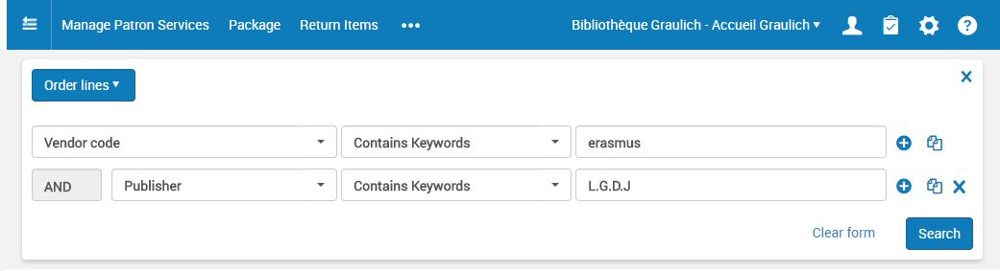 Manage Patron Services Package Return Items ••• Bibliothèque Graulich - Accueil Graulich
Order lines
Vendor code Contains Keywords erasmus
AND Publisher Contains Keywords L.G.D.J
Clear form Search